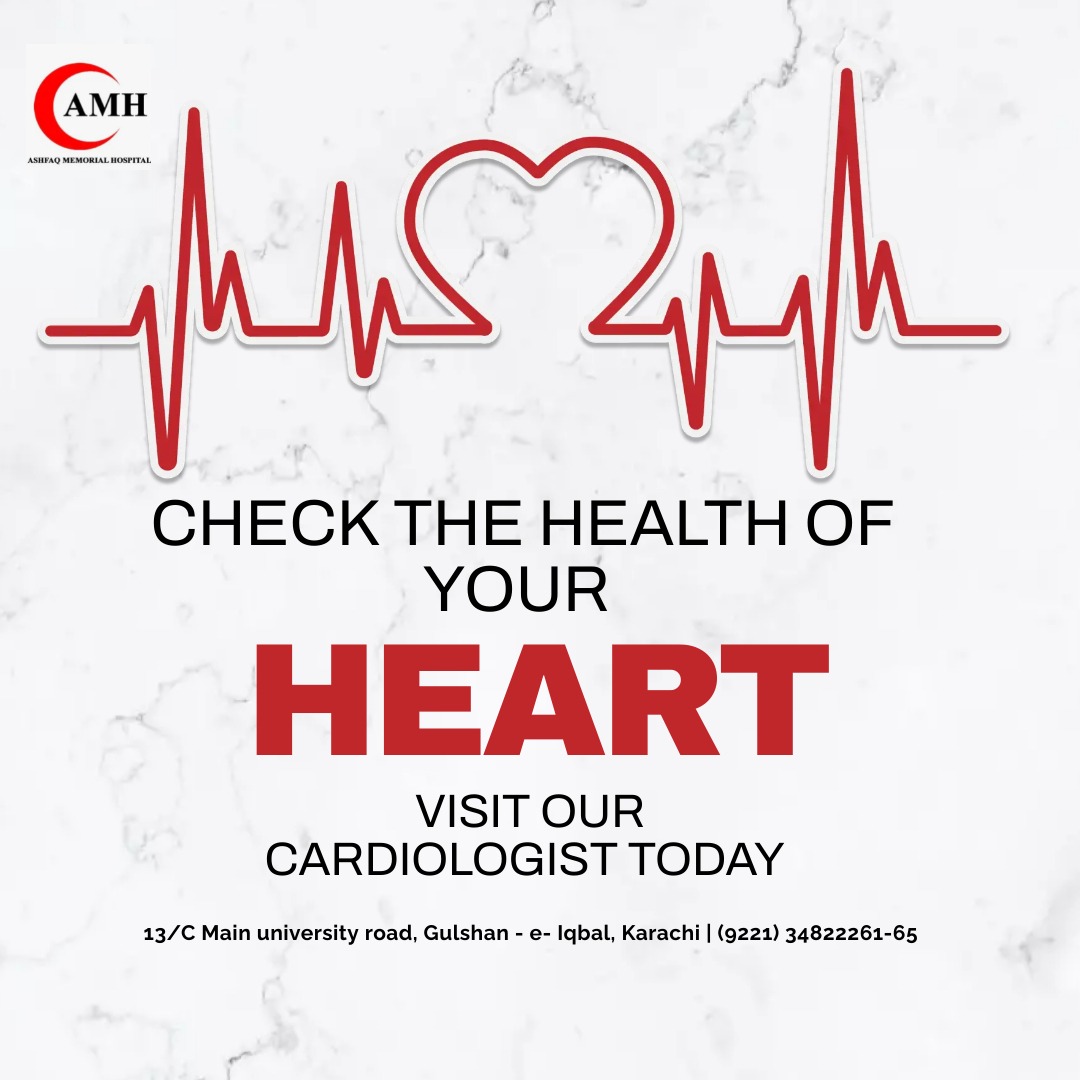 AMH
ASHFAQ MEMORIAL HOSPITAL
CHECK THE HEALTH OF
YOUR
HEART
VISIT OUR
CARDIOLOGIST TODAY
13/C Main university road, Gulshan - e- Iqbal, Karachi | (9221) 34822261-65